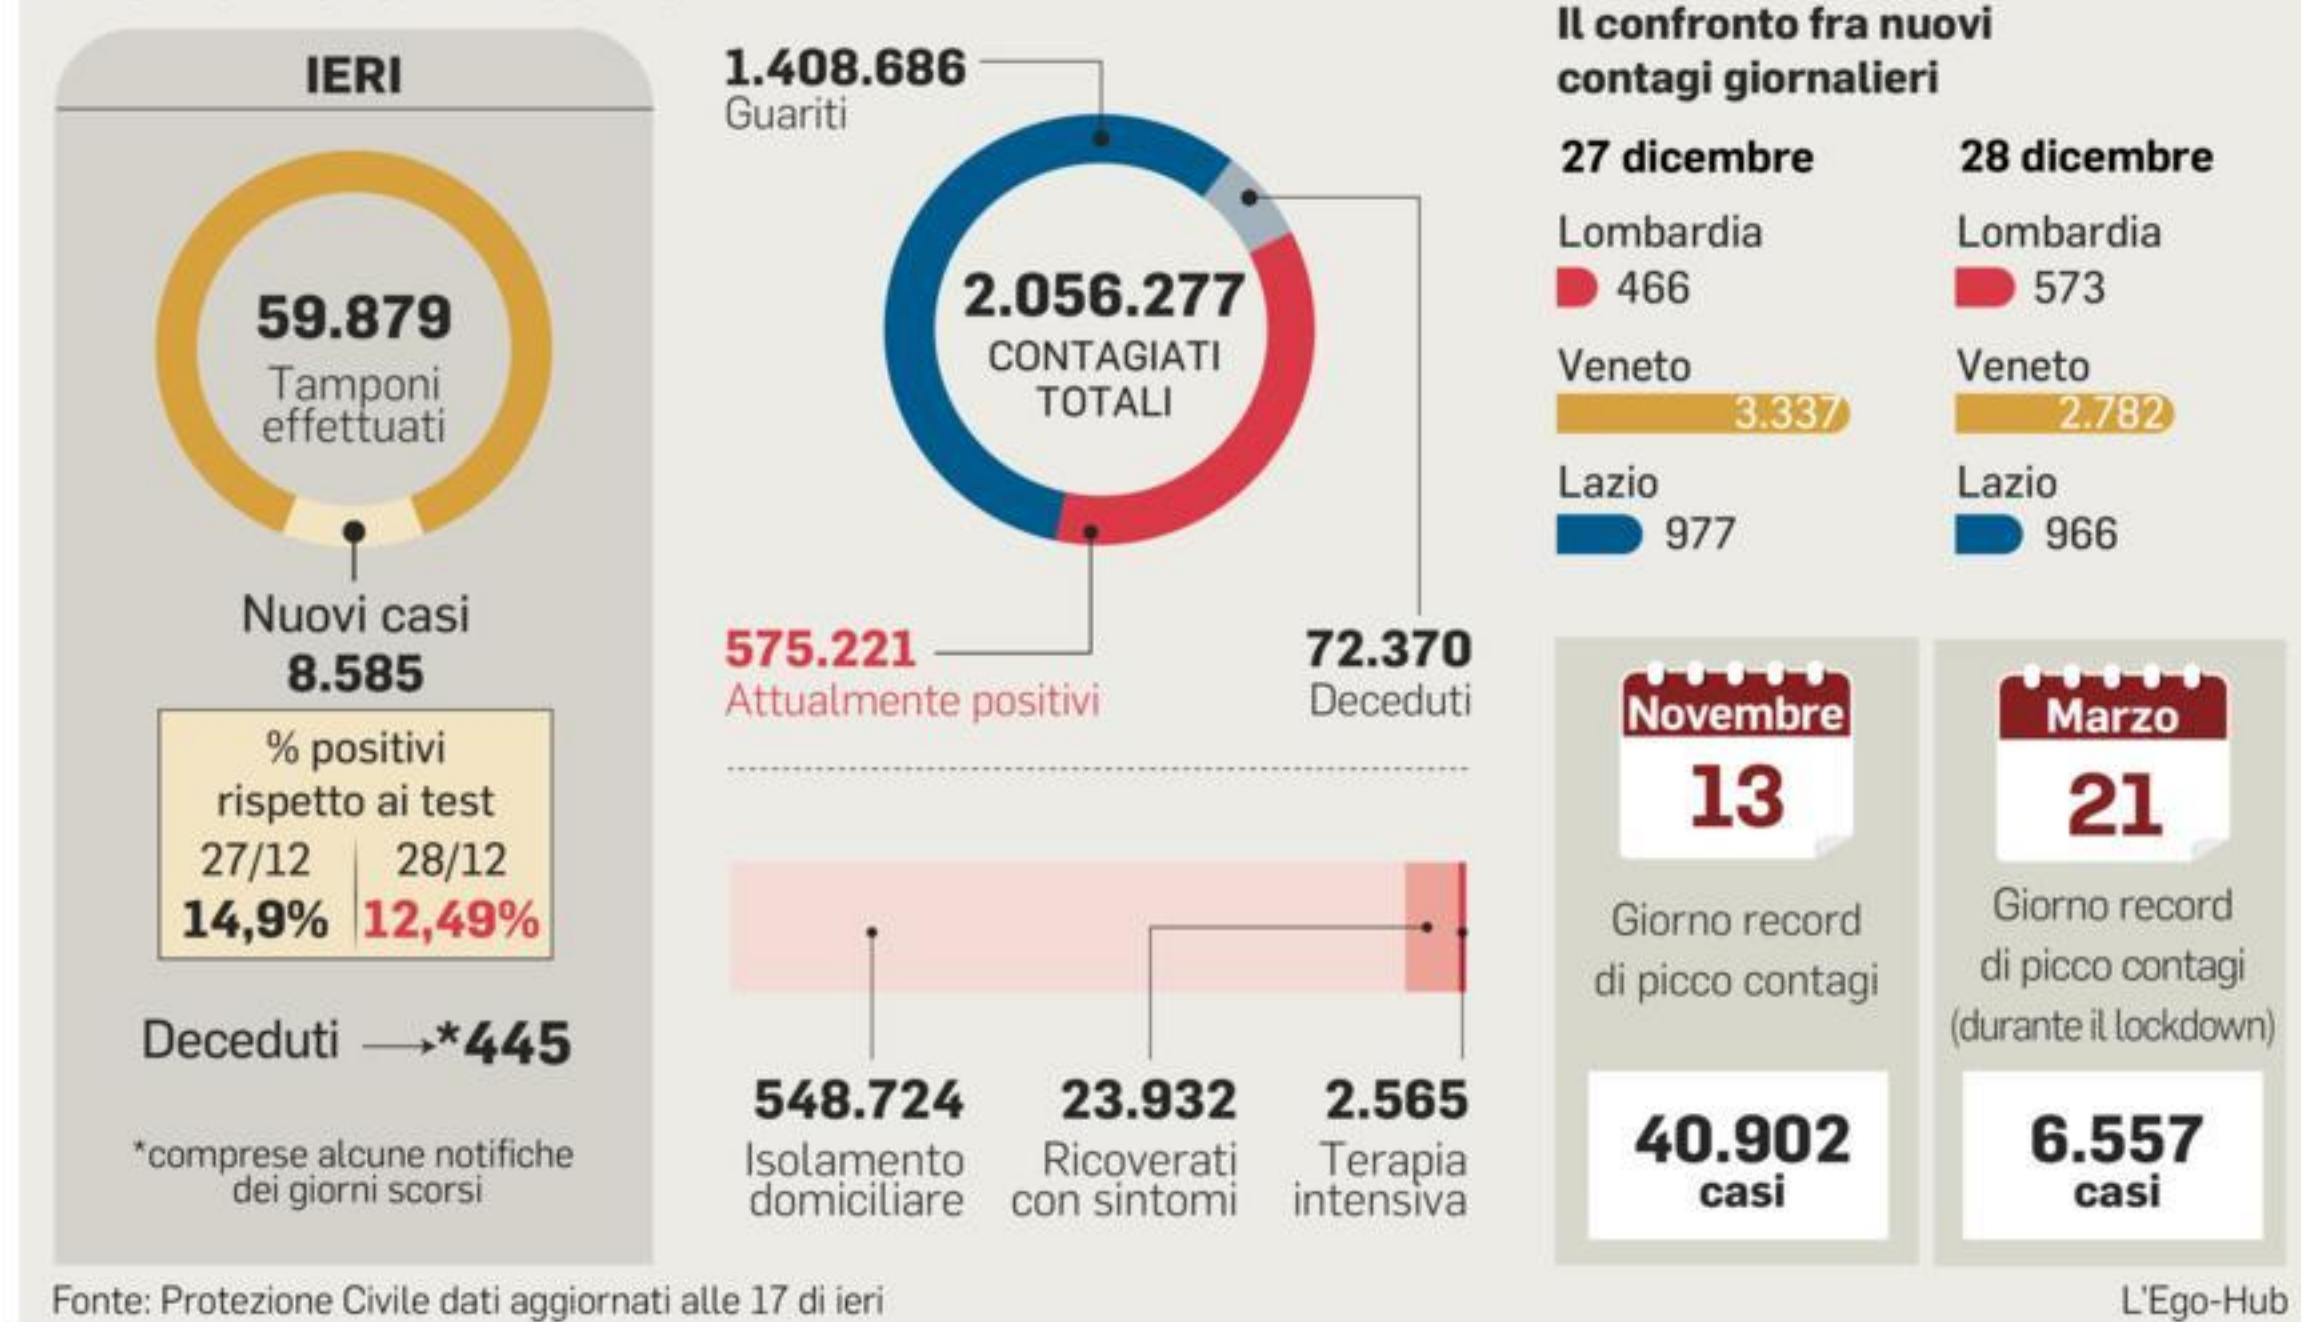 IERI
59.879
Tamponi
effettuati
Nuovi casi
8.585
% positivi
rispetto ai test
27/12 28/12
14,9% 12,49%
Deceduti *445
*comprese alcune notifiche
dei giorni scorsi
1.408.686
Guariti
2.056.277
CONTAGIATI
TOTALI
575.221
Attualmente positivi
72.370
Deceduti
548.724
Isolamento
domiciliare
23.932
Ricoverati
con sintomi
2.565
Terapia
intensiva
Il confronto fra nuovi
contagi giornalieri
27 dicembre
Lombardia
466
Veneto
3.337
Lazio
977
28 dicembre
Lombardia
573
Veneto
2.782
Lazio
966
Novembre
13
Giorno record
di picco contagi
40.902
casi
Marzo
21
Giorno record
di picco contagi
(durante il lockdown)
6.557
casi
Fonte: Protezione Civile dati aggiornati alle 17 di ieri
L'Ego-Hub